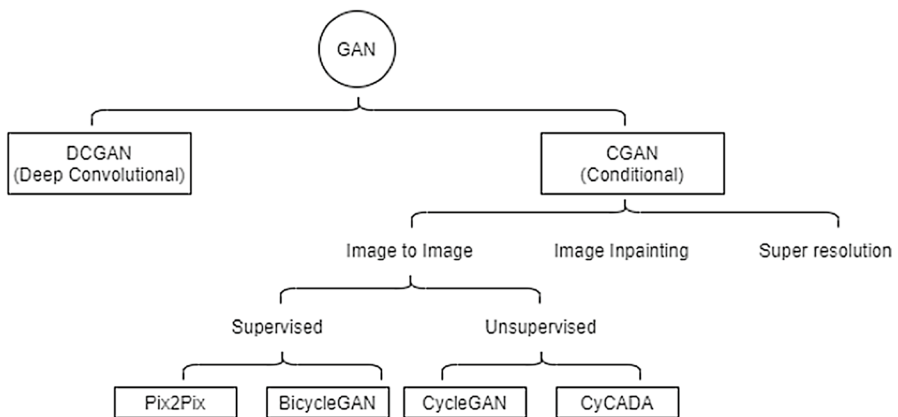 GAN
DCGAN
(Deep Convolutional)
CGAN
(Conditional)
Image to Image
Image Inpainting
Super resolution
Supervised
Unsupervised
Pix2Pix
BicycleGAN
CycleGAN
CyCADA